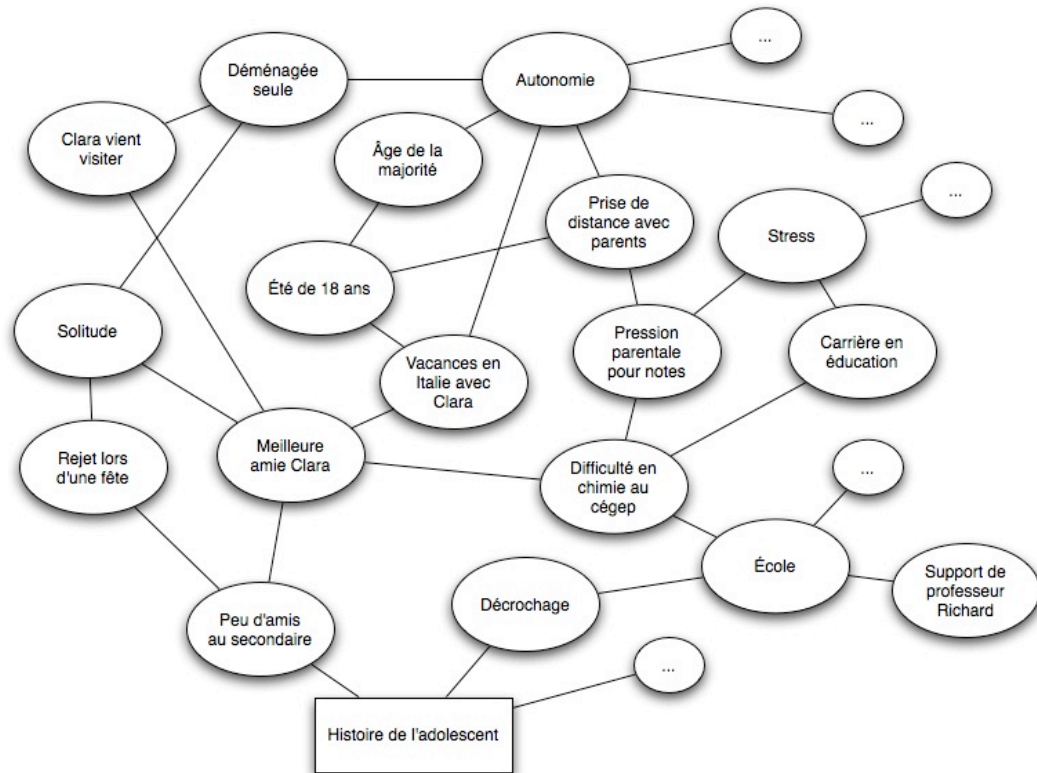 ...
Déménagée
seule
Autonomie
...
Clara vient
visiter
Âge de la
majorité
...
Prise de
distance avec
parents
Stress
Été de 18 ans
Solitude
Pression
parentale
pour notes
Carrière en
éducation
Vacances en
Italie avec
Clara
Rejet lors
d'une fête
Meilleure
amie Clara
Difficulté en
chimie au
cégep
...
École
Support de
professeur
Richard
Décrochage
Peu d'amis
au secondaire
...
Histoire de l'adolescent